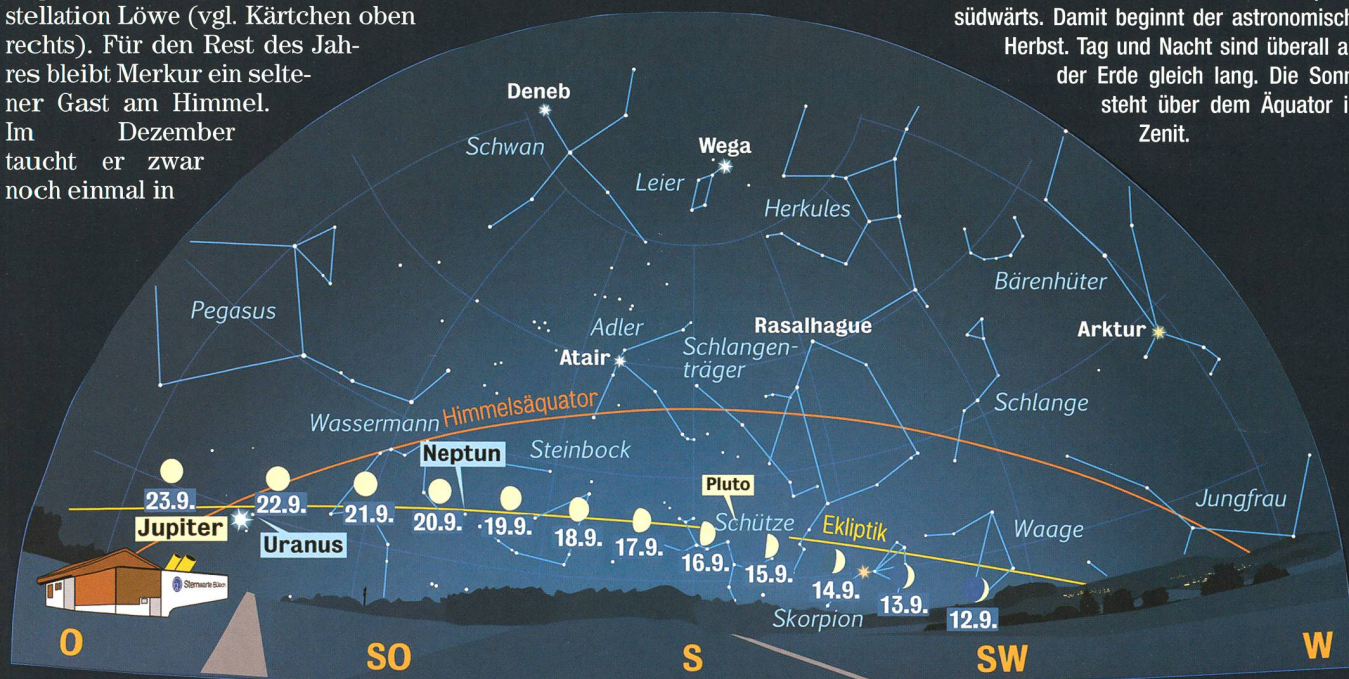 stellation Löwe (vgl. Kärtchen oben
rechts). Für den Rest des Jah-
res bleibt Merkur ein selte-
ner Gast am Himmel.
Im Dezember
taucht er zwar
noch einmal in
südwärts. Damit beginnt der astronomisch
Herbst. Tag und Nacht sind überall a
der Erde gleich lang. Die Sonn
steht über dem Äquator i
Zenit.
Deneb
Schwan
Wega
Leier
Herkules
Bärenhüter
Pegasus
Arktur
Adler
Rasalhague
Atair
Schlangen-
träger
Schlange
Wassermann
Himmelsäquator
Steinbock
Neptun
Pluto
Schütze
Ekliptik
Waage
Jungfrau
23.9.
22.9.
21.9.
20.9.
19.9.
18.9.
17.9.
16.9.
15.9.
14.9.
13.9.
12.9.
Jupiter
Uranus
Skorpion
Sternwarte Bülach
O
SO
S
SW
W